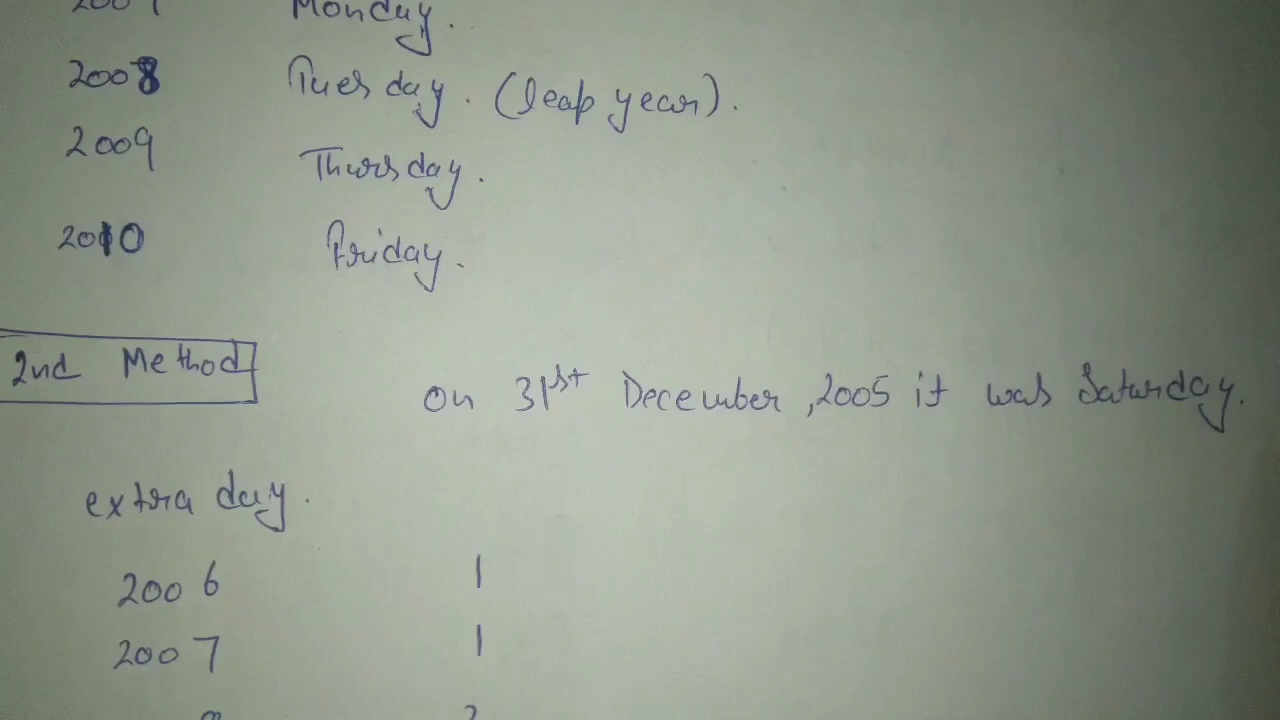 2007 Monday.
2008 Tuesday. (leap year).
2009 Thursday.
2010 Friday.
2nd Method
On 31st December, 2005 it was Saturday.
extra day.
2006 1
2007 1